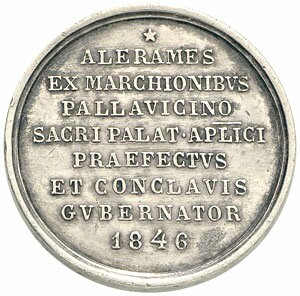 ALERAMES
EX MARCHIONIBVS
PALLAVICINO
SACRI PALAT·APLICI
PRAEFECTVS
ET CONCLAVIS
GVBERNATOR
1846